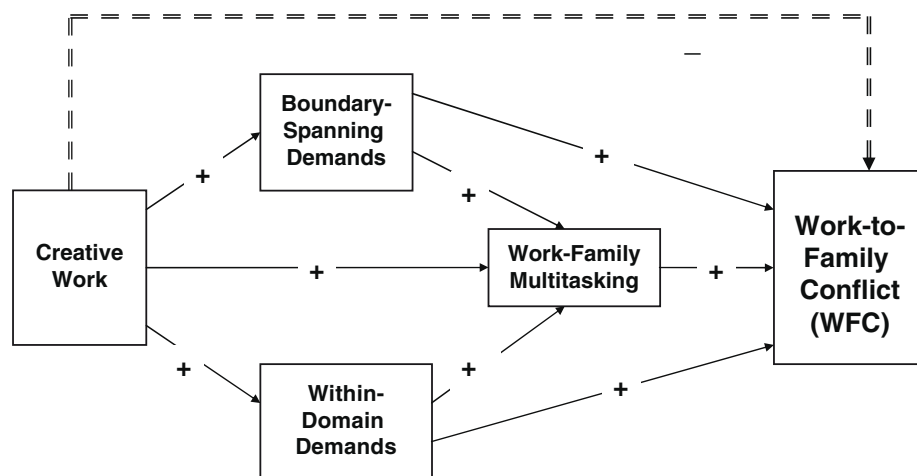 –
Boundary-
Spanning
Demands
+
+
+
Creative
Work
+
Work-Family
Multitasking
+
Work-to-
Family
Conflict
(WFC)
+
+
+
Within-
Domain
Demands